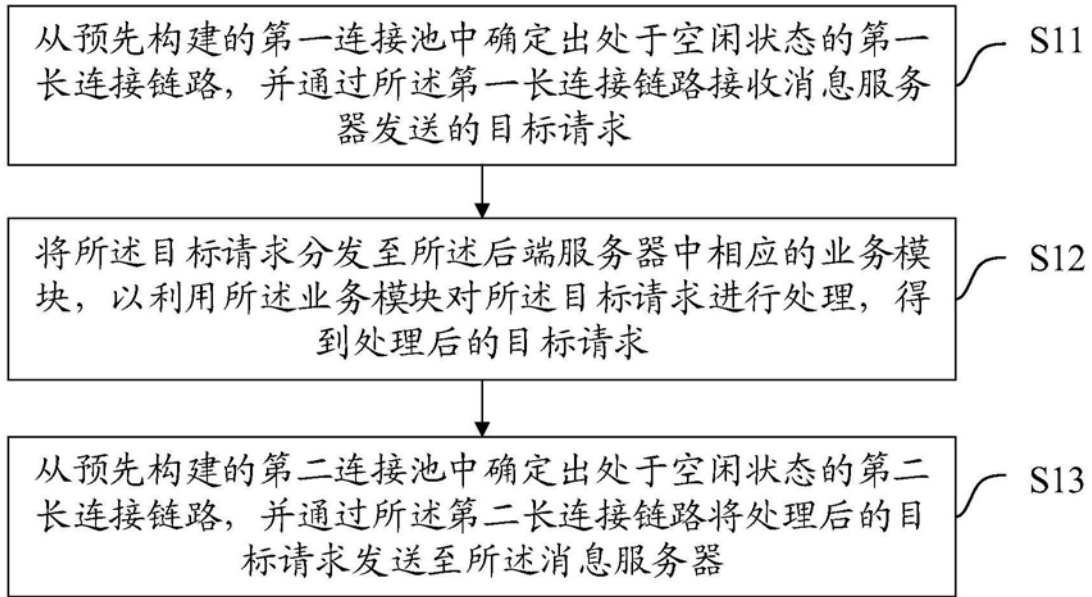 从预先构建的第一连接池中确定出处于空闲状态的第一
长连接链路，并通过所述第一长连接链路接收消息服务
器发送的目标请求
S11
将所述目标请求分发至所述后端服务器中相应的业务模
块，以利用所述业务模块对所述目标请求进行处理，得
到处理后的目标请求
S12
从预先构建的第二连接池中确定出处于空闲状态的第二
长连接链路，并通过所述第二长连接链路将处理后的目
标请求发送至所述消息服务器
S13